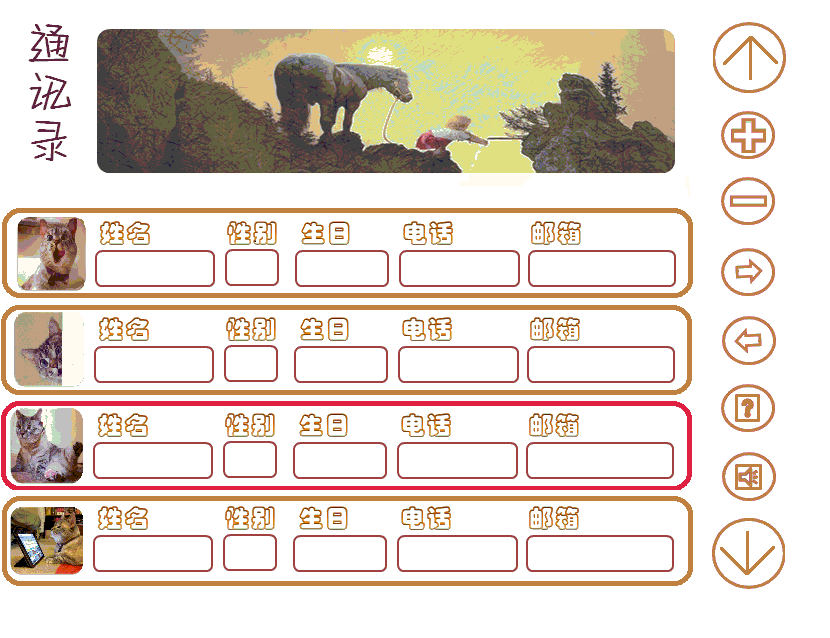 通讯录
姓名 性别 生日 电话 邮箱
姓名 性别 生日 电话 邮箱
姓名 性别 生日 电话 邮箱
姓名 性别 生日 电话 邮箱
?